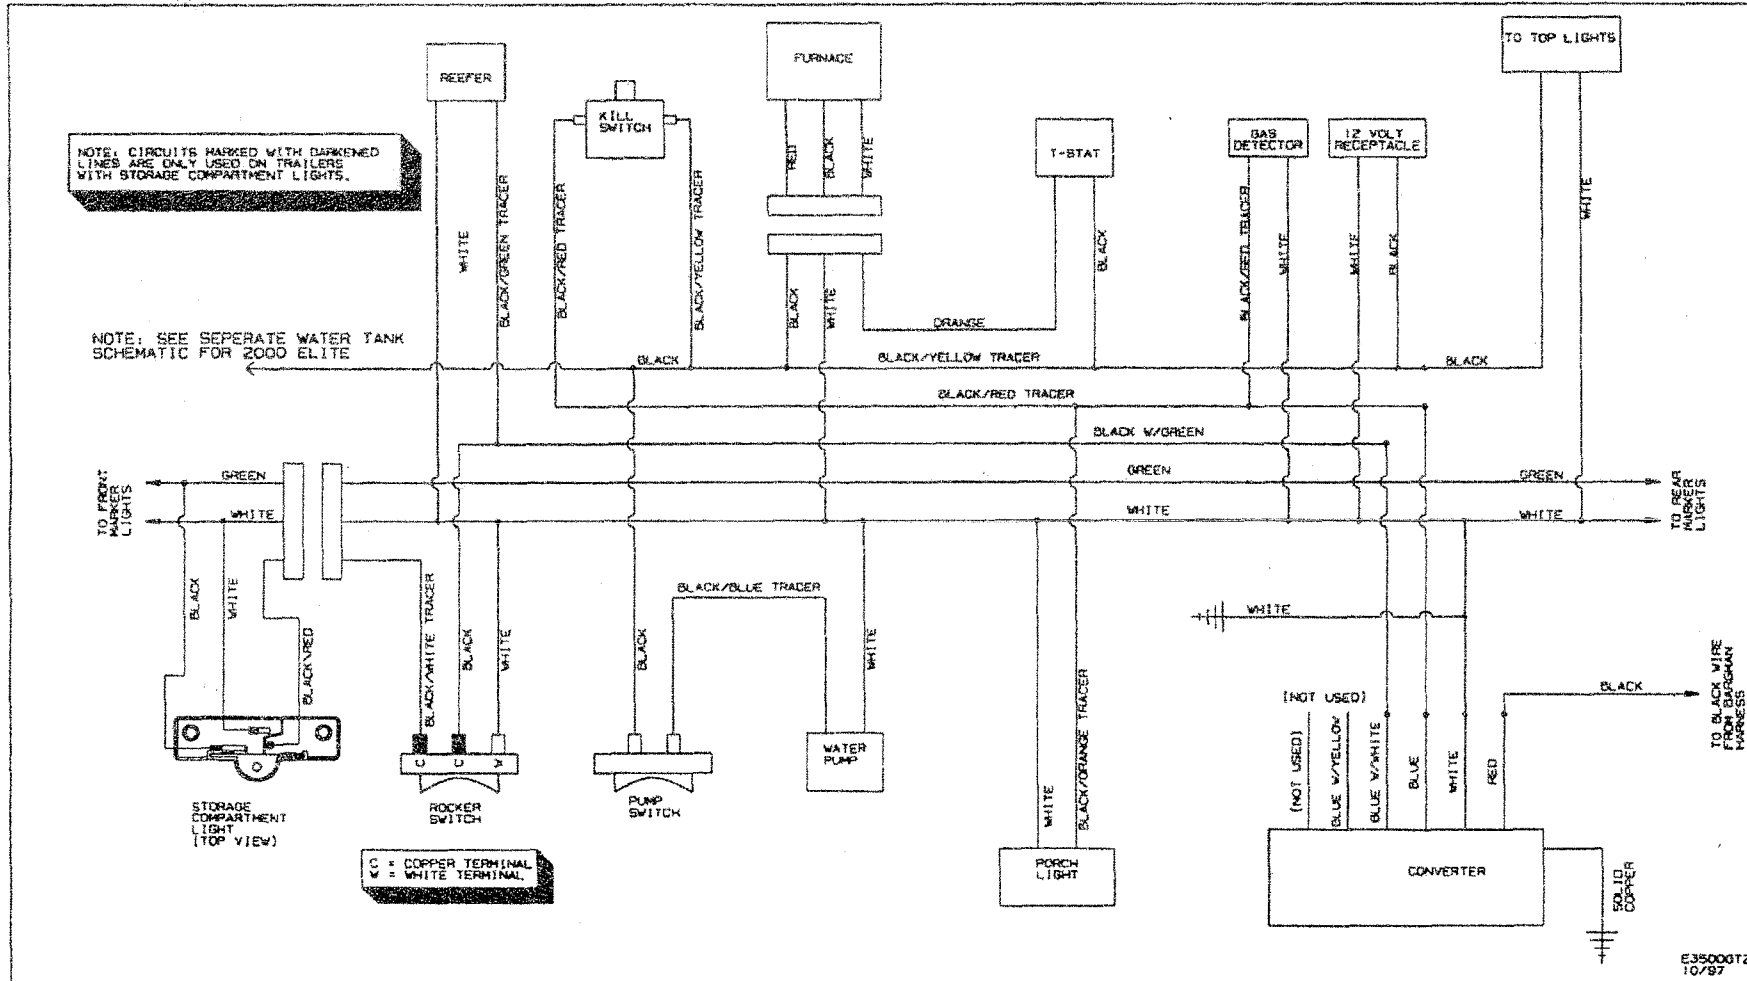 TO TOP LIGHTS
FURNACE
REEFER
KILL
SWITCH
NOTE: CIRCUITS MARKED WITH DARKENED
LINES ARE ONLY USED ON TRAILERS
WITH STORAGE COMPARTMENT LIGHTS.
T-STAT
GAS
DETECTOR
12 VOLT
RECEPTACLE
RED
BLACK
WHITE
WHITE
BLACK/GREEN TRACER
BLACK/RED TRACER
BLACK/YELLOW TRACER
BLACK
WHITE
BLACK
BLACK/RED TRACER
WHITE
WHITE
BLACK
WHITE
ORANGE
NOTE: SEE SEPERATE WATER TANK
SCHEMATIC FOR 2000 ELITE
BLACK
BLACK/YELLOW TRACER
BLACK
BLACK/RED TRACER
BLACK W/GREEN
TO FRONT
MARKER
LIGHTS
GREEN
GREEN
GREEN
WHITE
WHITE
WHITE
TO REAR
MARKER
LIGHTS
BLACK
WHITE
BLACK\RED
BLACK/WHITE TRACER
BLACK
WHITE
BLACK
BLACK/BLUE TRACER
WHITE
WHITE
BLACK/ORANGE TRACER
WHITE
BLACK
TO BLACK WIRE
FROM BARGMAN
HARNESS
(NOT USED)
(NOT USED)
BLUE W/YELLOW
BLUE W/WHITE
BLUE
WHITE
RED
C
C
W
WATER
PUMP
STORAGE
COMPARTMENT
LIGHT
(TOP VIEW)
ROCKER
SWITCH
PUMP
SWITCH
C = COPPER TERMINAL
W = WHITE TERMINAL
PORCH
LIGHT
CONVERTER
SOLID
COPPER
E35000TZ
10/97